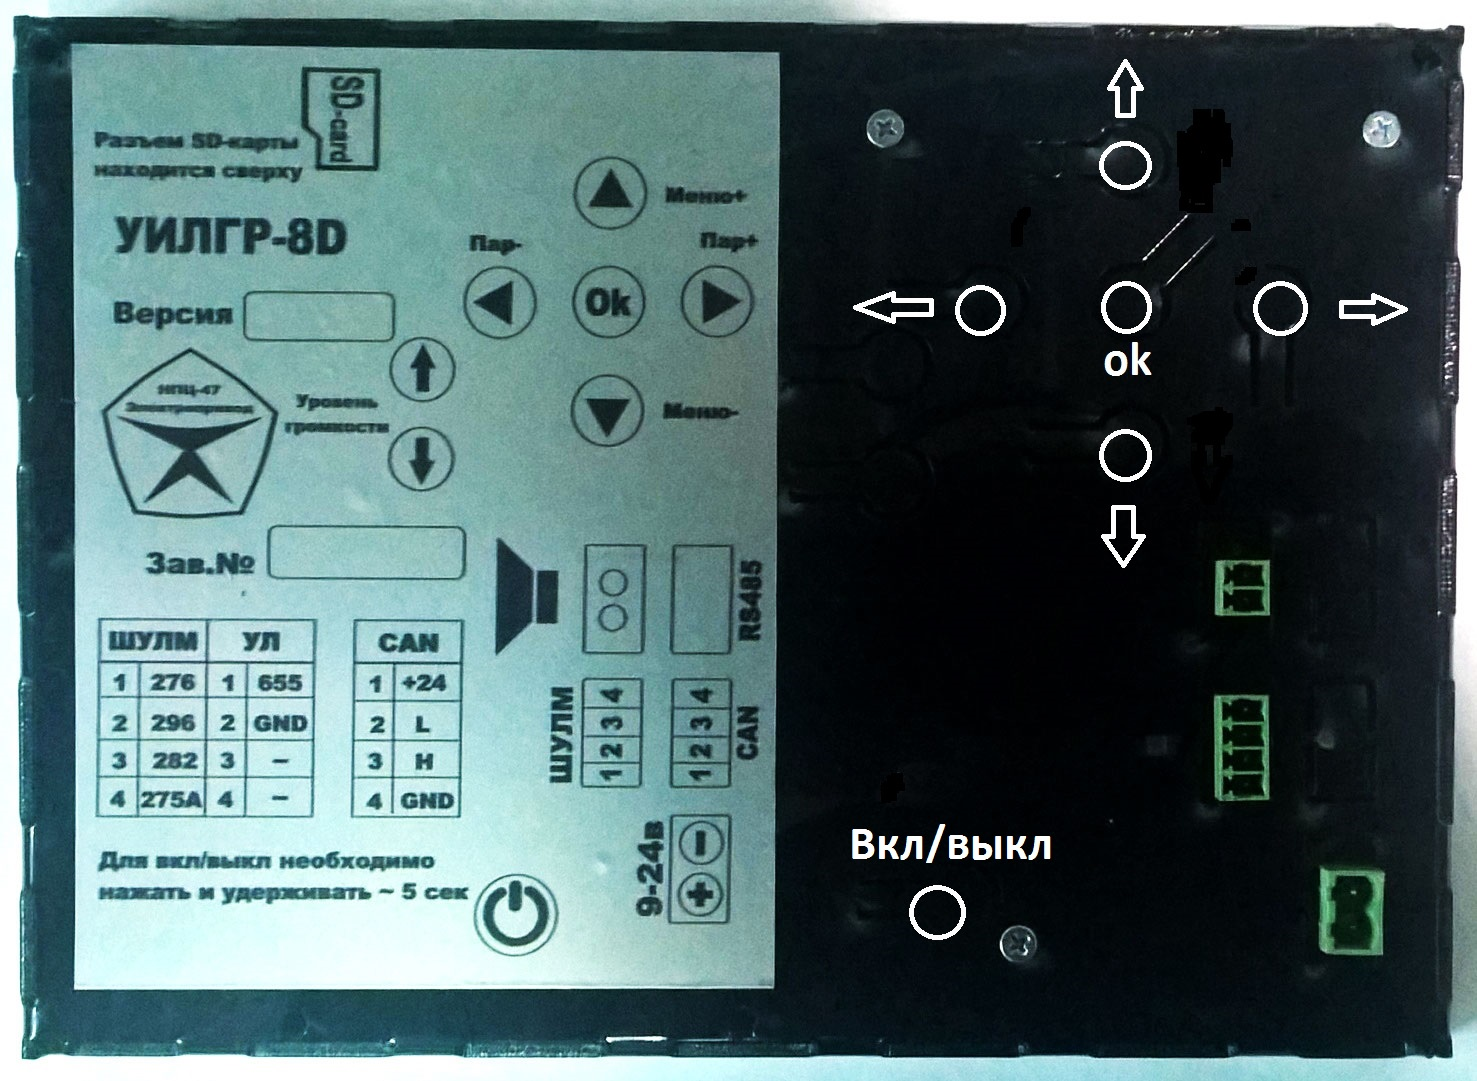 SD-card
Разъем SD-карты
находится сверху
УИЛГР-8D
Меню+
Пар-
Пар+
Ok
Версия
НПЦ-47
Электропривод
Уровень
громкости
Меню-
Зав.№
RS485
ШУЛМ УЛ
1 276 1 655
2 296 2 GND
3 282 3 –
4 275А 4 –
CAN
1 +24
2 L
3 H
4 GND
ШУЛМ
1 2 3 4
1 2 3 4
CAN
9-24в
Для вкл/выкл необходимо
нажать и удерживать ~ 5 сек
ok
Вкл/выкл